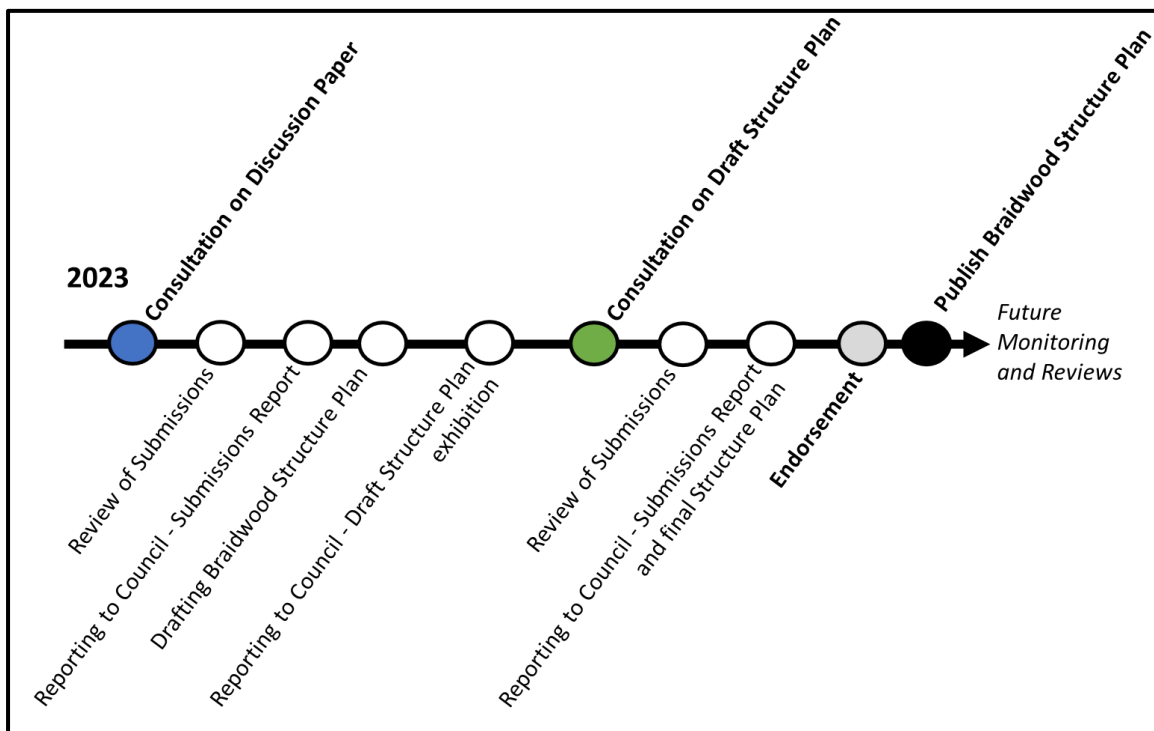 2023
Consultation on Discussion Paper
Review of Submissions
Reporting to Council - Submissions Report
Drafting Braidwood Structure Plan
Reporting to Council - Draft Structure Plan
exhibition
Consultation on Draft Structure Plan
Review of Submissions
Reporting to Council - Submissions Report
and final Structure Plan
Endorsement
Publish Braidwood Structure Plan
Future
Monitoring
and Reviews